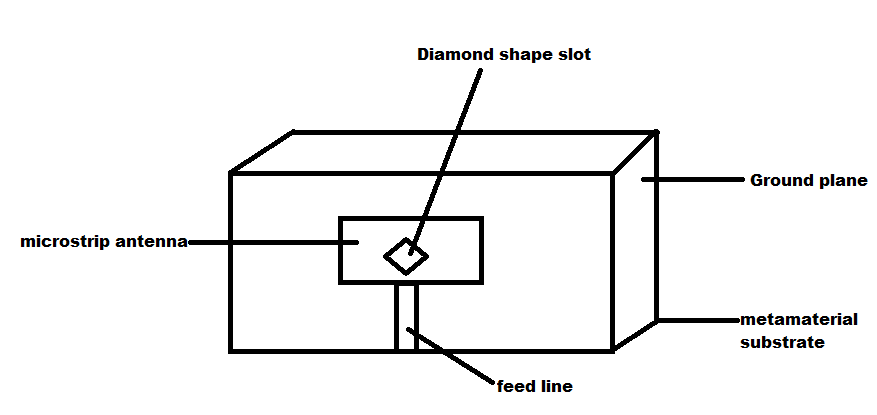 Diamond shape slot
Ground plane
microstrip antenna
metamaterial
substrate
feed line